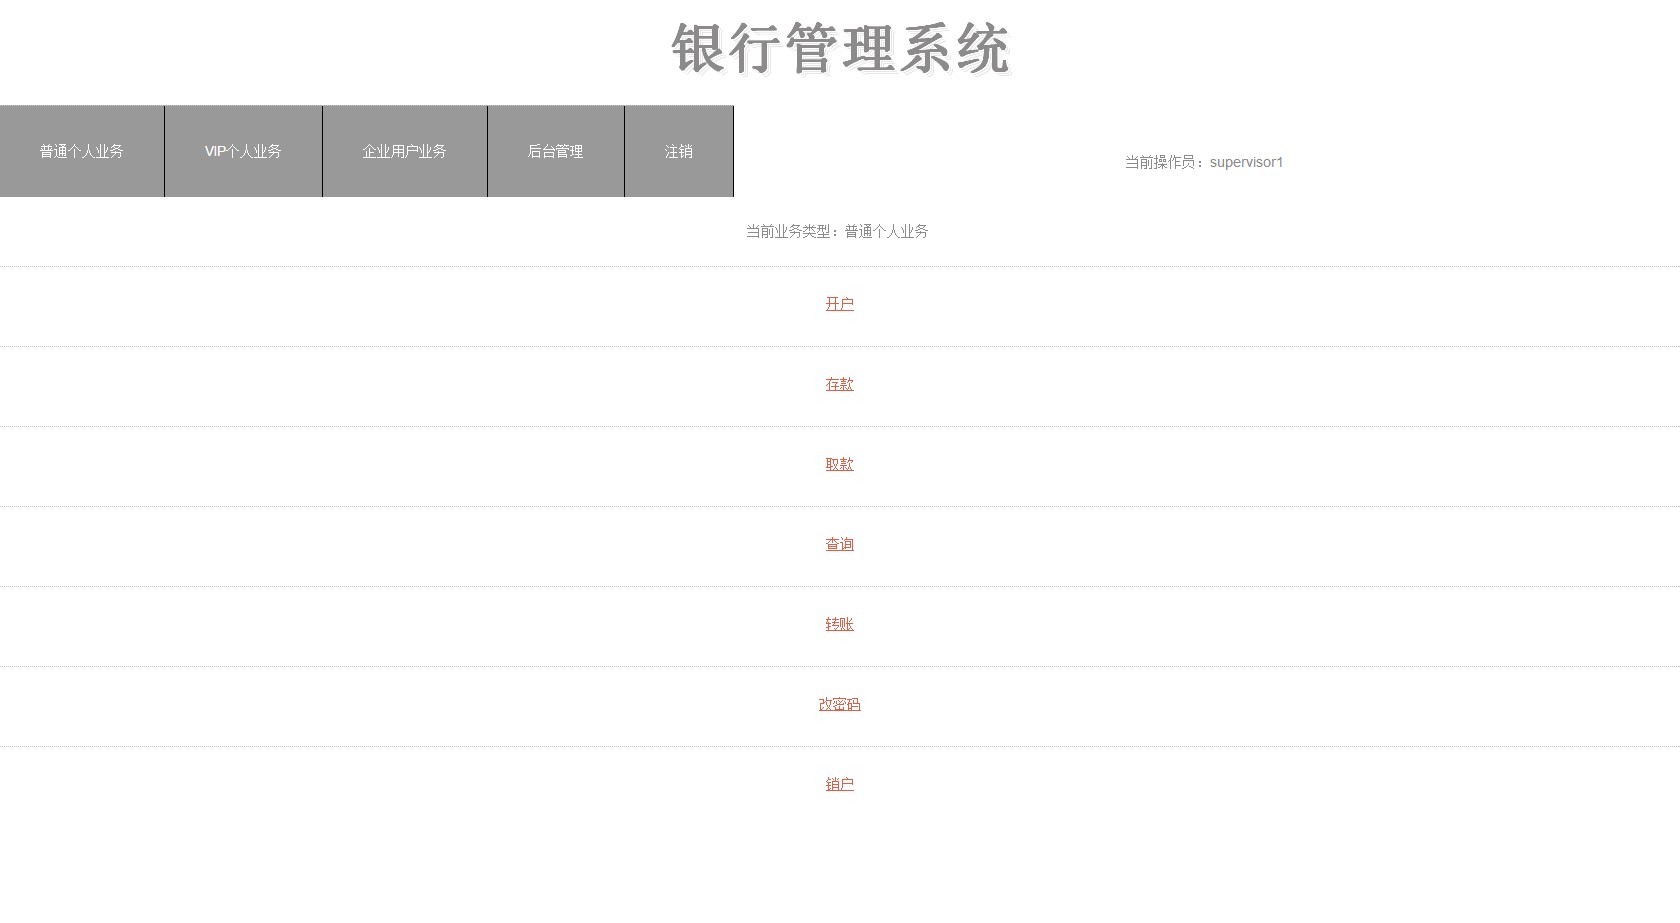 银行管理系统
普通个人业务 VIP个人业务 企业用户业务 后台管理 注销
当前操作员：supervisor1
当前业务类型：普通个人业务
开户
存款
取款
查询
转账
改密码
销户